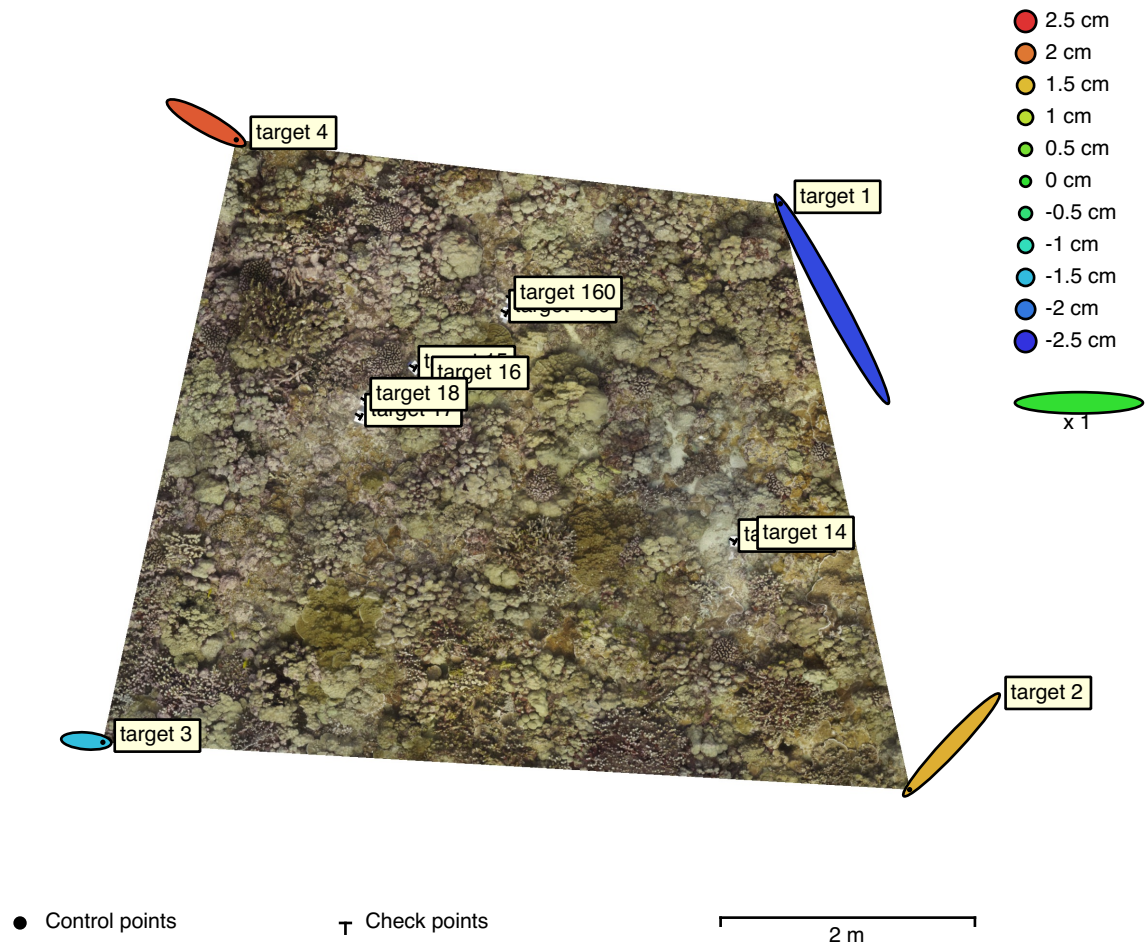 2.5 cm
2 cm
1.5 cm
1 cm
0.5 cm
0 cm
-0.5 cm
-1 cm
-1.5 cm
-2 cm
-2.5 cm
x 1
target 4
target 1
target 160
target 16
target 18
target 14
target 2
target 3
Control points
Check points
2 m